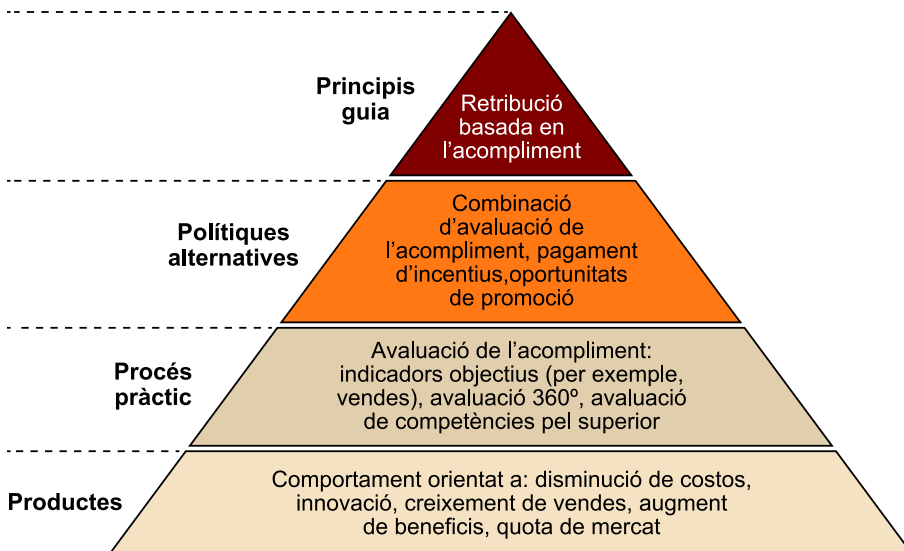 Principis
guia
Retribució
basada en
l’acompliment
Polítiques
alternatives
Combinació
d’avaluació de
l’acompliment, pagament
d’incentius,oportunitats
de promoció
Procés
pràctic
Avaluació de l’acompliment:
indicadors objectius (per exemple,
vendes), avaluació 360º, avaluació
de competències pel superior
Productes
Comportament orientat a: disminució de costos,
innovació, creixement de vendes, augment
de beneficis, quota de mercat